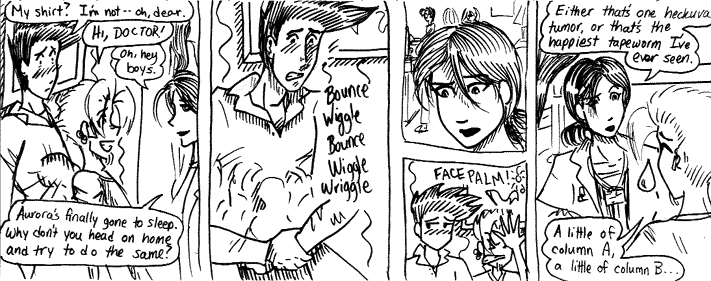 My shirt? I'm not -- oh, dear.
Hi, DOCTOR!
Oh, hey
boys.
Aurora's finally gone to sleep.
Why don't you head on home
and try to do the same?
Bounce
Wiggle
Bounce
Wiggle
Wriggle
FACEPALM!
Either that's one heckuva
tumor, or that's the
happiest tapeworm I've
ever seen.
A little of
column A,
a little of column B...